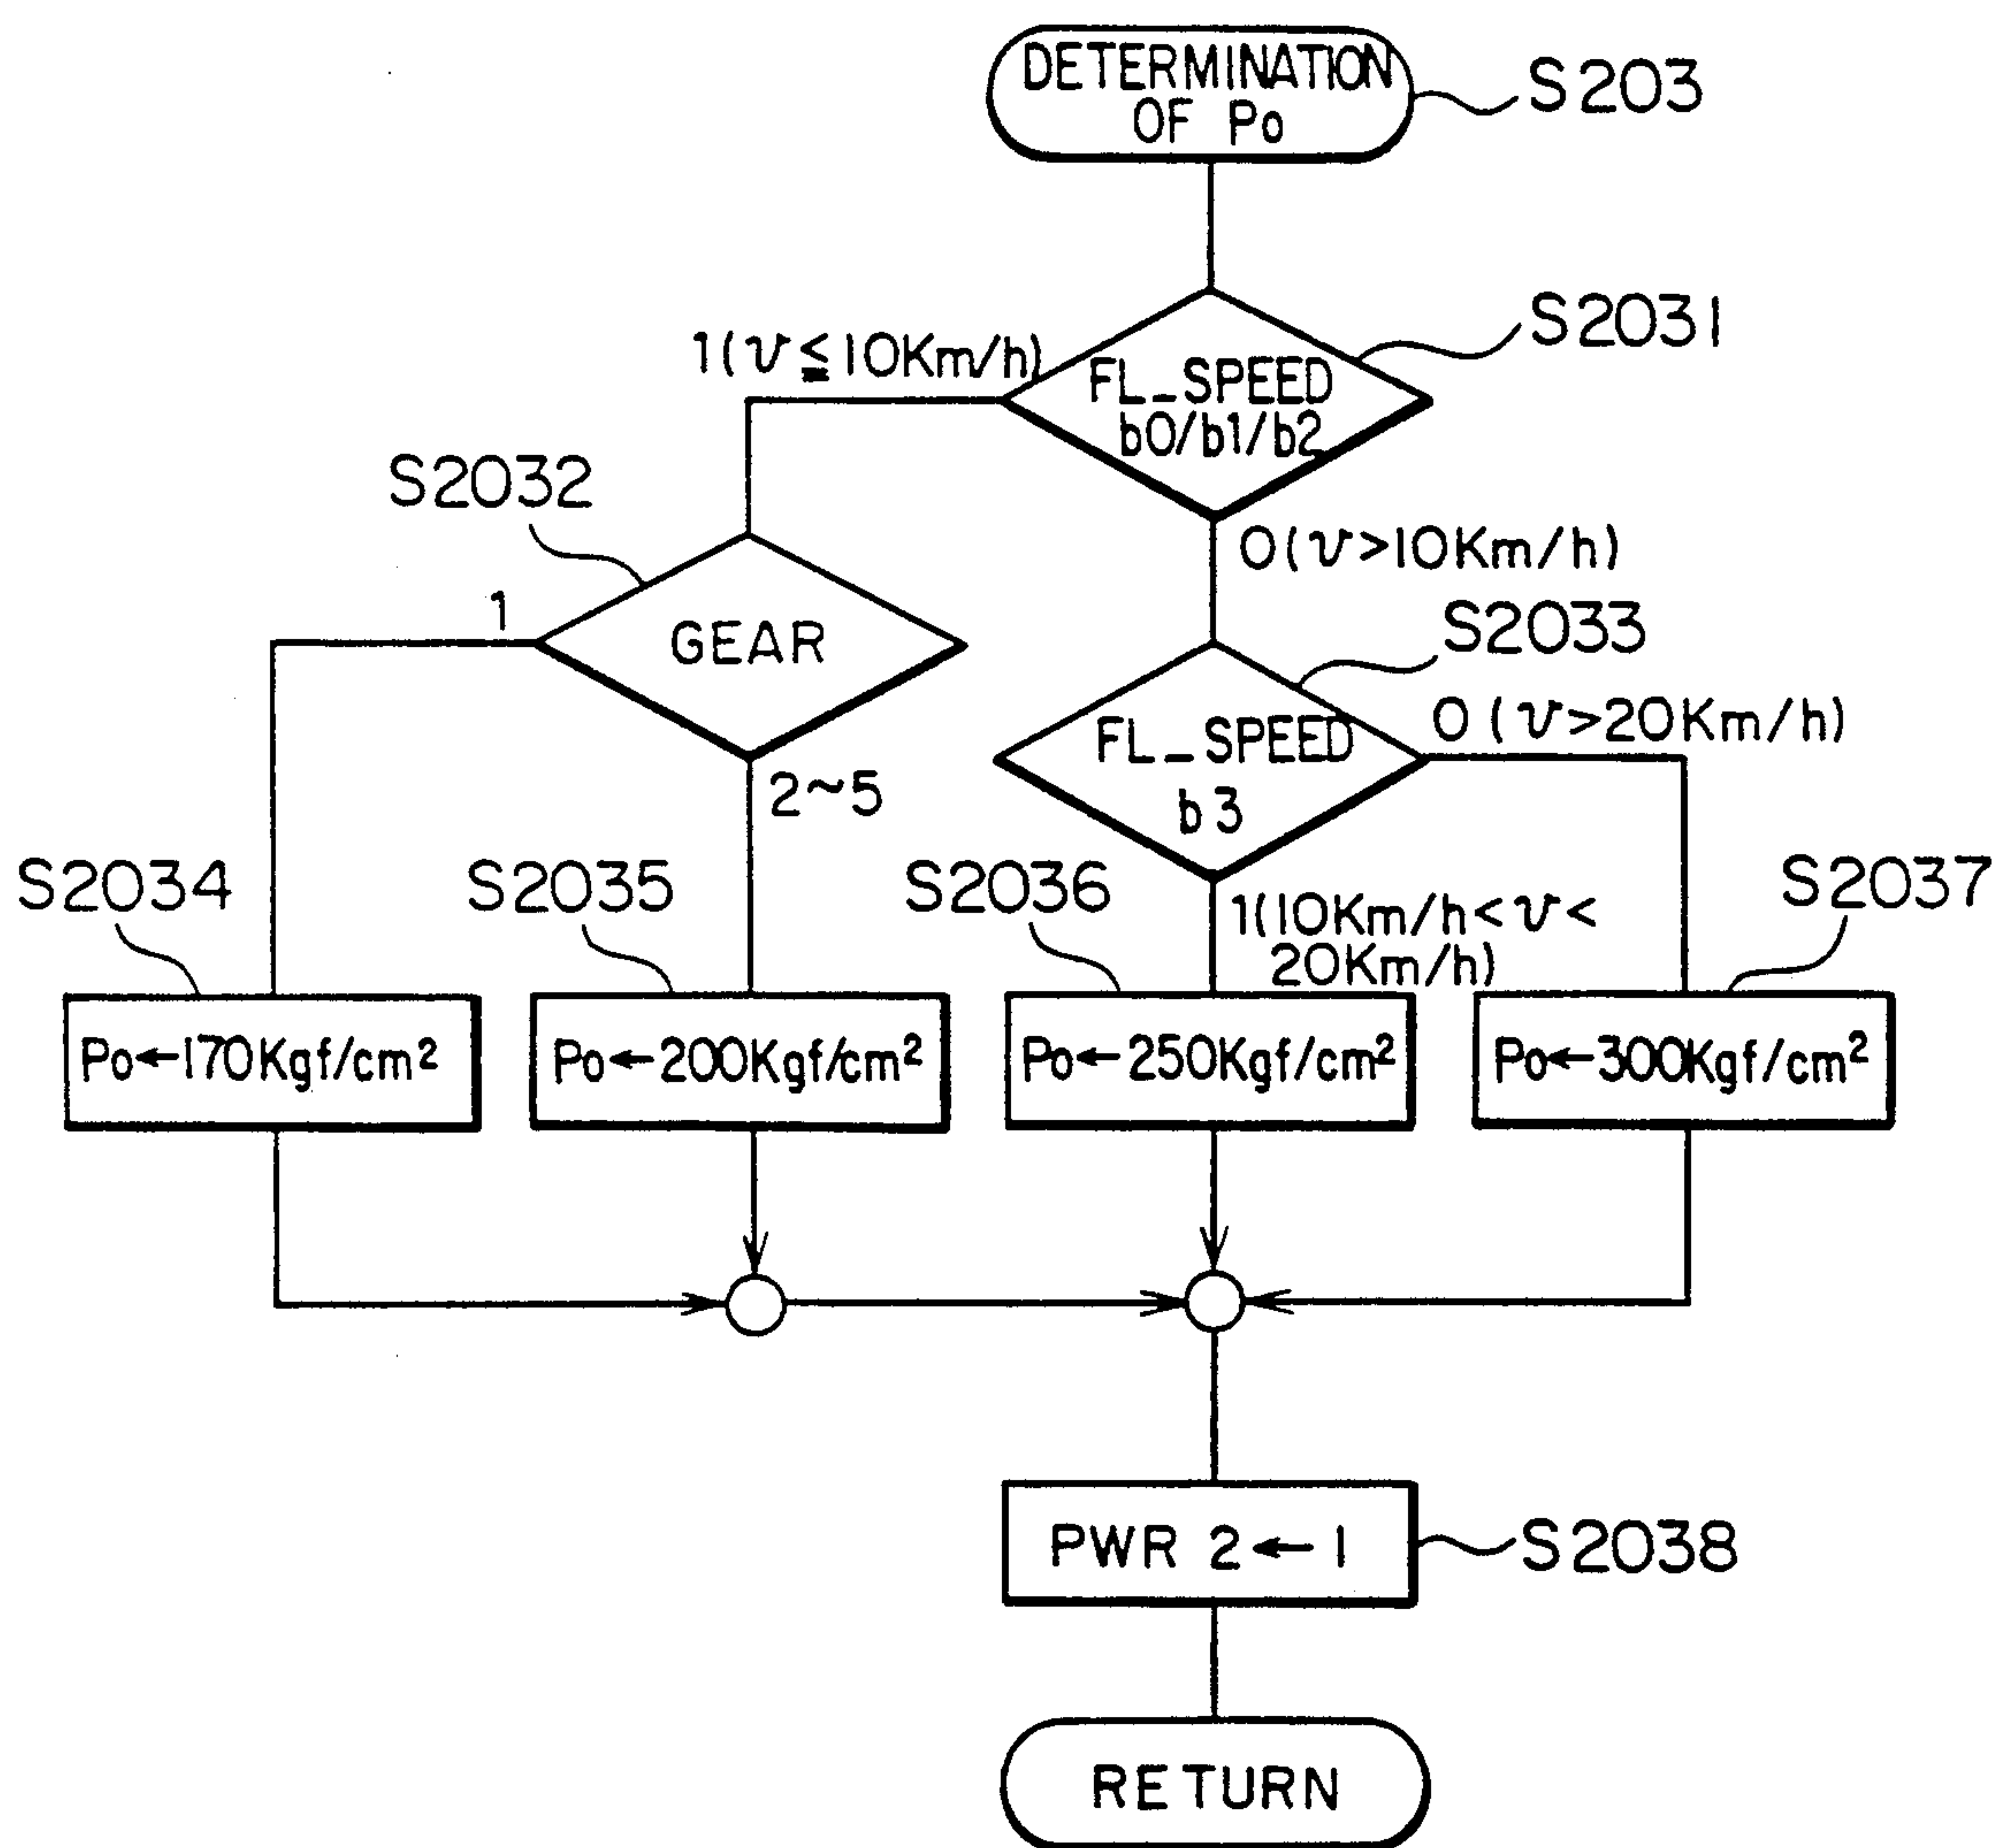 DETERMINATION
OF Po
S203
S2031
1(v≦10Km/h)
FL_SPEED
b0/b1/b2
S2032
0(v>10Km/h)
1
GEAR
S2033
0(v>20Km/h)
FL_SPEED
b3
2~5
S2034
S2035
S2036
S2037
1(10Km/h<v<
20Km/h)
Po←170Kgf/cm²
Po←200Kgf/cm²
Po←250Kgf/cm²
Po←300Kgf/cm²
PWR 2←1
S2038
RETURN